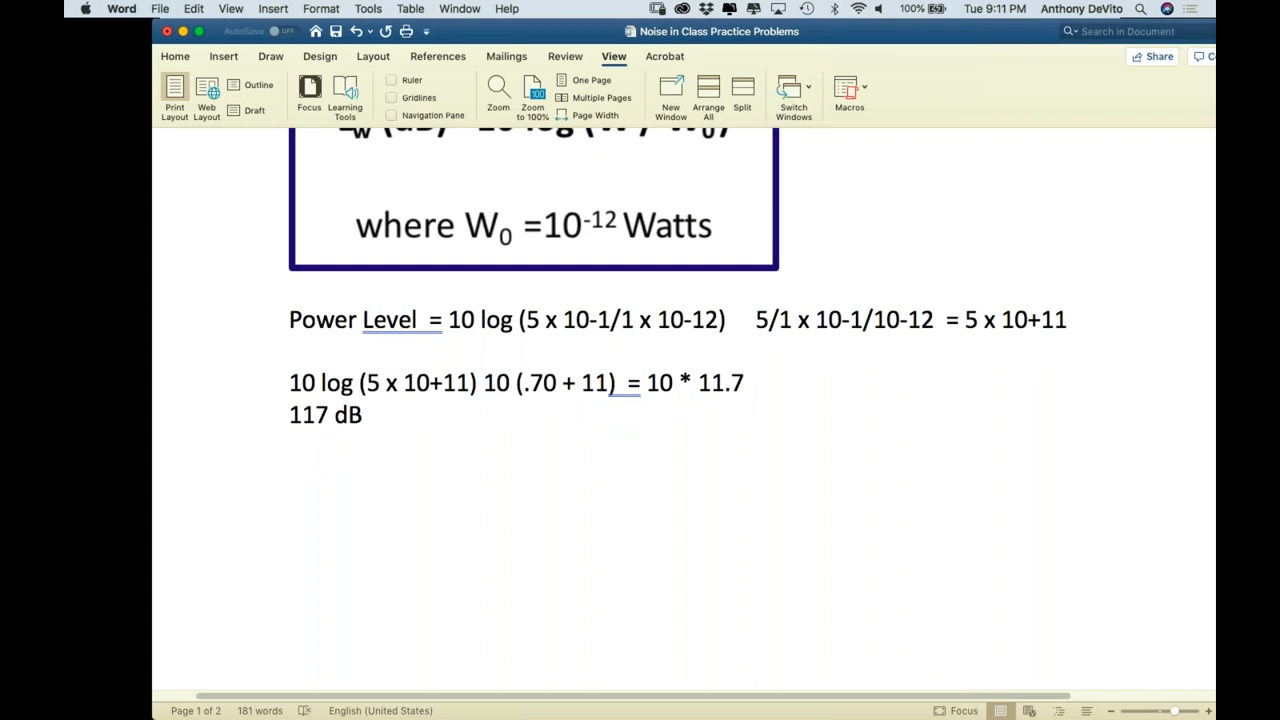 Word File Edit View Insert Format Tools Table Window Help 100% Tue 9:11 PM Anthony DeVito
AutoSave OFF Noise in Class Practice Problems Search in Document
Home Insert Draw Design Layout References Mailings Review View Acrobat Share
Print Layout Web Layout Outline Draft Focus Learning Tools Ruler Gridlines Navigation Pane Zoom Zoom to 100% One Page Multiple Pages Page Width New Window Arrange All Split Switch Windows Macros
where W₀ =10⁻¹² Watts
Power Level = 10 log (5 x 10-1/1 x 10-12) 5/1 x 10-1/10-12 = 5 x 10+11
10 log (5 x 10+11) 10 (.70 + 11) = 10 * 11.7
117 dB
Page 1 of 2 181 words English (United States) Focus